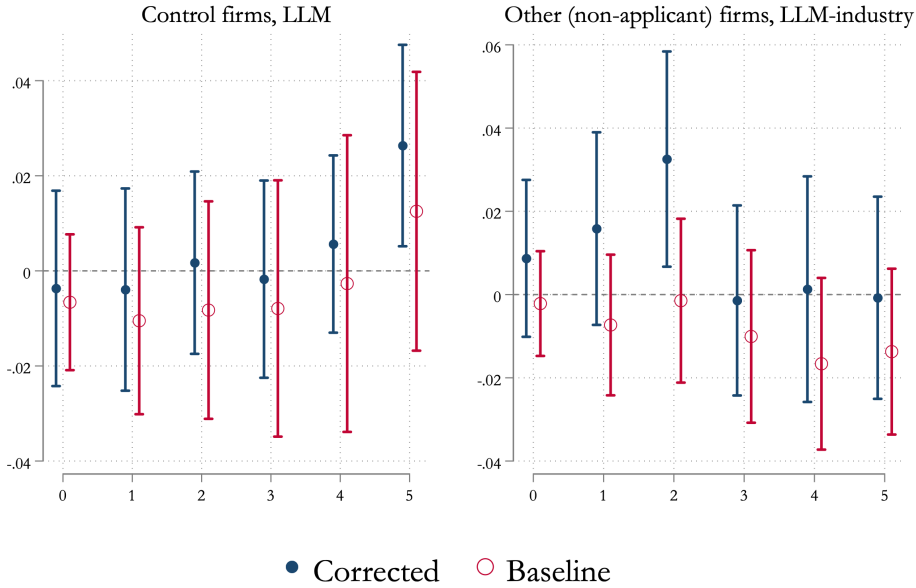 Control firms, LLM
.04
.02
0
-.02
-.04
0 1 2 3 4 5
Other (non-applicant) firms, LLM-industry
.06
.04
.02
0
-.02
-.04
0 1 2 3 4 5
Corrected Baseline